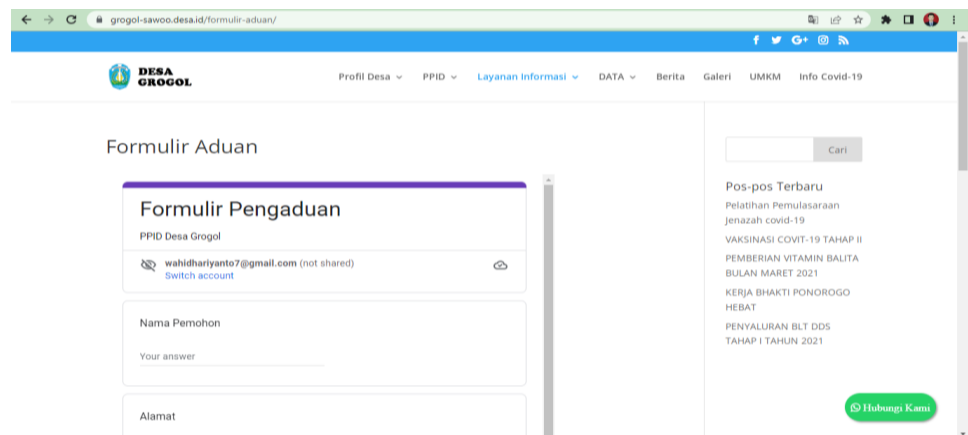 grogol-sawoo.desa.id/formulir-aduan/
DESA
GROGOL
Profil Desa
PPID
Layanan Informasi
DATA
Berita
Galeri
UMKM
Info Covid-19
Formulir Aduan
Formulir Pengaduan
PPID Desa Grogol
wahidhariyanto7@gmail.com (not shared)
Switch account
Nama Pemohon
Your answer
Alamat
Cari
Pos-pos Terbaru
Pelatihan Pemulasaraan
Jenazah covid-19
VAKSINASI COVIT-19 TAHAP II
PEMBERIAN VITAMIN BALITA
BULAN MARET 2021
KERJA BHAKTI PONOROGO
HEBAT
PENYALURAN BLT DDS
TAHAP I TAHUN 2021
Hubungi Kami